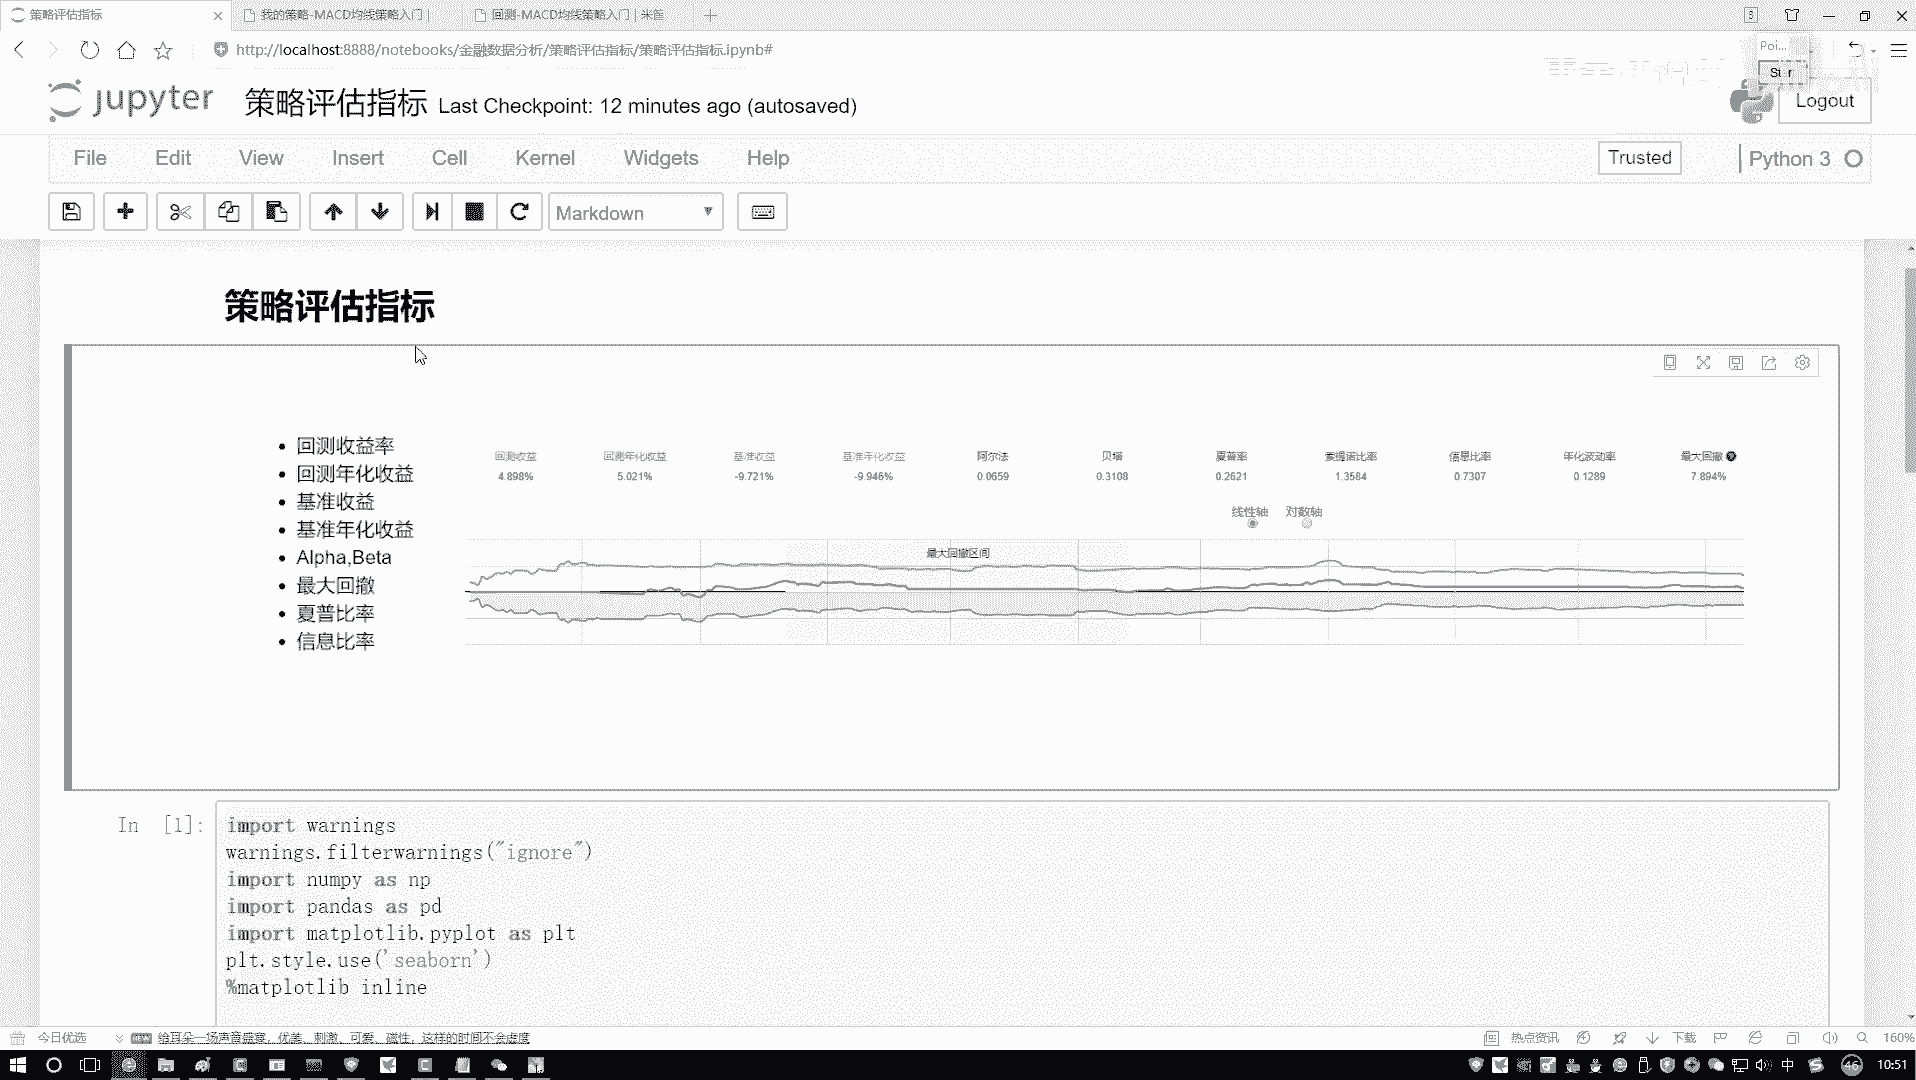 策略评估指标
我的策略-MACD均线策略入门 |
回测-MACD均线策略入门 | 米筐
http://localhost:8888/notebooks/金融数据分析/策略评估指标/策略评估指标.ipynb#
Poi...
jupyter 策略评估指标 Last Checkpoint: 12 minutes ago (autosaved)
Logout
File Edit View Insert Cell Kernel Widgets Help
Trusted
Python 3
Markdown
策略评估指标
回测收益率
回测年化收益
基准收益
基准年化收益
Alpha,Beta
最大回撤
夏普比率
信息比率
回测收益 回测年化收益 基准收益 基准年化收益 阿尔法 贝塔 夏普率 索提诺比率 信息比率 年化波动率 最大回撤
4.898% 5.021% -9.721% -9.946% 0.0659 0.3108 0.2621 1.3584 0.7307 0.1289 7.894%
线性轴 对数轴
最大回撤区间
In [1]:
import warnings
warnings.filterwarnings("ignore")
import numpy as np
import pandas as pd
import matplotlib.pyplot as plt
plt.style.use('seaborn')
%matplotlib inline
今日优选
NEW 给耳朵一场声音盛宴，优美、刺激、可爱、磁性，这样的时间不会虚度
热点资讯
下载
160%
中
46
10:51